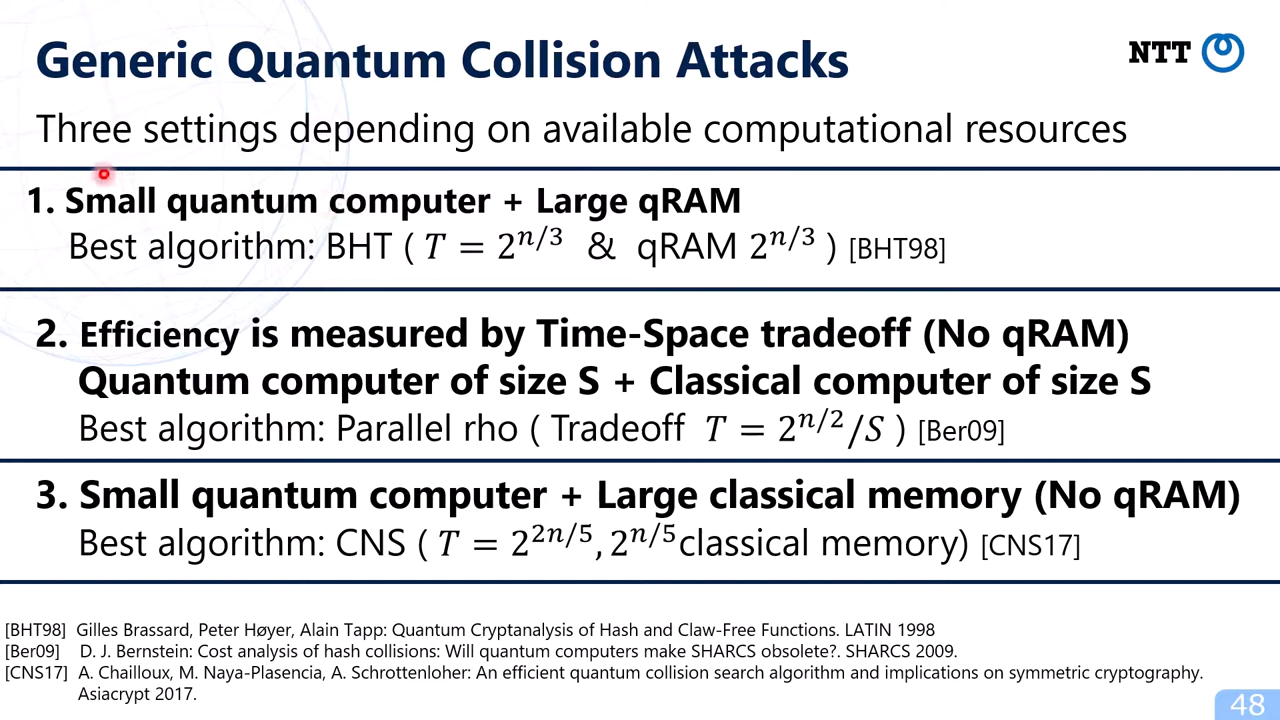 Generic Quantum Collision Attacks
NTT
Three settings depending on available computational resources
1. Small quantum computer + Large qRAM
Best algorithm: BHT ( T = 2^{n/3} & qRAM 2^{n/3} ) [BHT98]
2. Efficiency is measured by Time-Space tradeoff (No qRAM)
Quantum computer of size S + Classical computer of size S
Best algorithm: Parallel rho ( Tradeoff T = 2^{n/2}/S ) [Ber09]
3. Small quantum computer + Large classical memory (No qRAM)
Best algorithm: CNS ( T = 2^{2n/5}, 2^{n/5}classical memory) [CNS17]
[BHT98] Gilles Brassard, Peter Høyer, Alain Tapp: Quantum Cryptanalysis of Hash and Claw-Free Functions. LATIN 1998
[Ber09] D. J. Bernstein: Cost analysis of hash collisions: Will quantum computers make SHARCS obsolete?. SHARCS 2009.
[CNS17] A. Chailloux, M. Naya-Plasencia, A. Schrottenloher: An efficient quantum collision search algorithm and implications on symmetric cryptography.
Asiacrypt 2017.
48